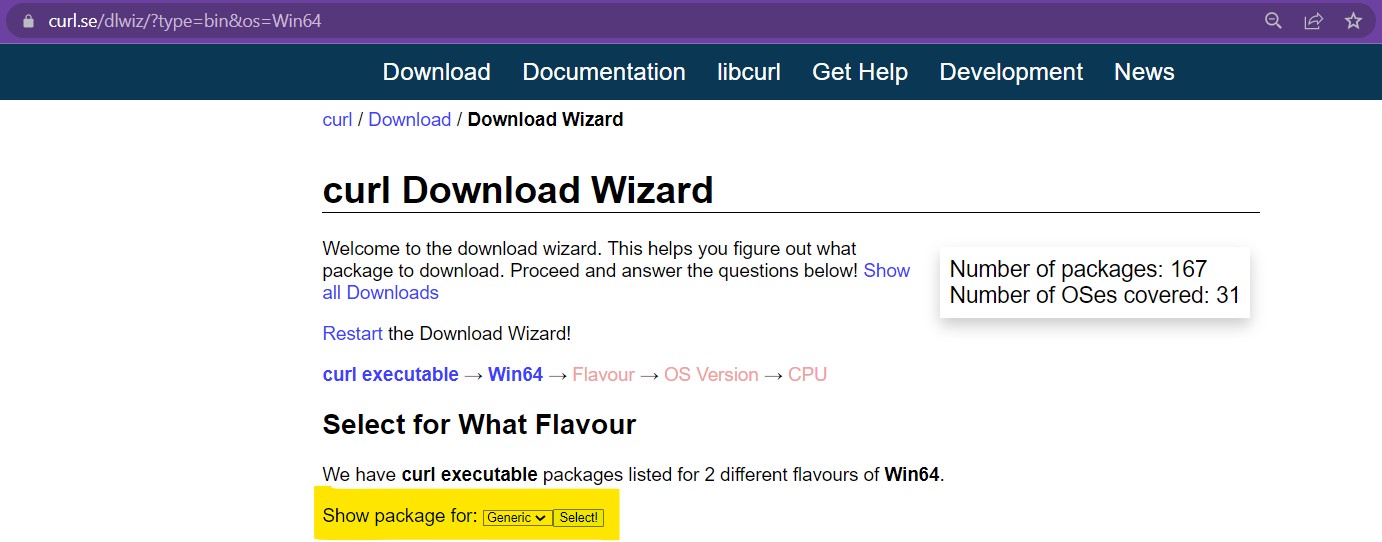 curl.se/dlwiz/?type=bin&os=Win64
Download Documentation libcurl Get Help Development News
curl / Download / Download Wizard
curl Download Wizard
Welcome to the download wizard. This helps you figure out what
package to download. Proceed and answer the questions below! Show
all Downloads
Number of packages: 167
Number of OSes covered: 31
Restart the Download Wizard!
curl executable → Win64 → Flavour → OS Version → CPU
Select for What Flavour
We have curl executable packages listed for 2 different flavours of Win64.
Show package for: Generic Select!